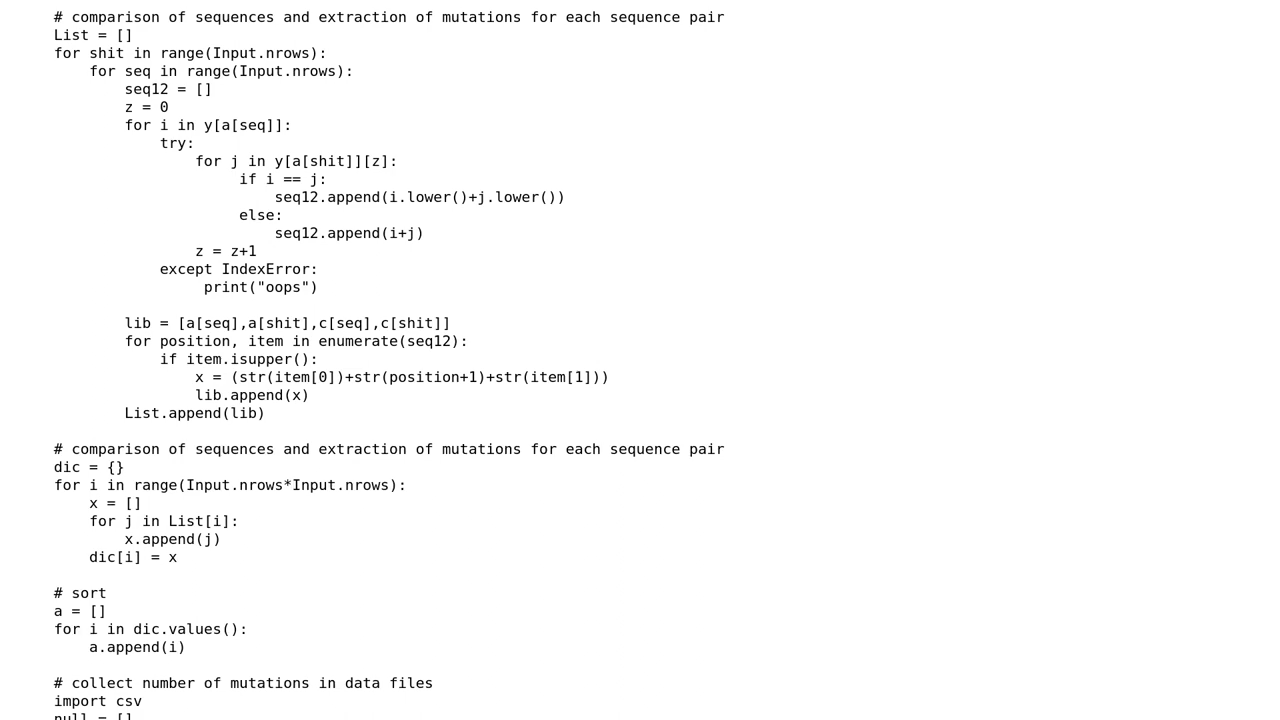 # comparison of sequences and extraction of mutations for each sequence pair
List = []
for shit in range(Input.nrows):
    for seq in range(Input.nrows):
        seq12 = []
        z = 0
        for i in y[a[seq]]:
            try:
                for j in y[a[shit]][z]:
                     if i == j:
                         seq12.append(i.lower()+j.lower())
                     else:
                         seq12.append(i+j)
                z = z+1
            except IndexError:
                 print("oops")

        lib = [a[seq],a[shit],c[seq],c[shit]]
        for position, item in enumerate(seq12):
            if item.isupper():
                x = (str(item[0])+str(position+1)+str(item[1]))
                lib.append(x)
        List.append(lib)

# comparison of sequences and extraction of mutations for each sequence pair
dic = {}
for i in range(Input.nrows*Input.nrows):
    x = []
    for j in List[i]:
        x.append(j)
    dic[i] = x

# sort
a = []
for i in dic.values():
    a.append(i)

# collect number of mutations in data files
import csv
null = []